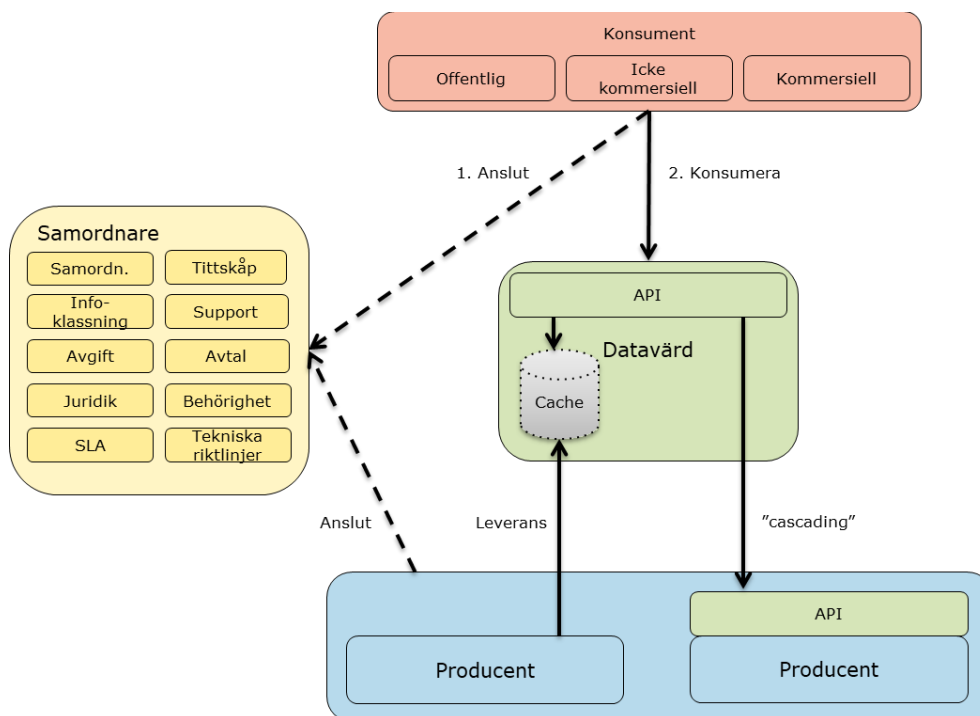 Konsument
Offentlig
Icke
kommersiell
Kommersiell
1. Anslut
2. Konsumera
Samordnare
Samordn.
Tittskåp
Info-
klassning
Support
Avgift
Avtal
Juridik
Behörighet
SLA
Tekniska
riktlinjer
API
Datavärd
Cache
Anslut
Leverans
”cascading”
Producent
API
Producent